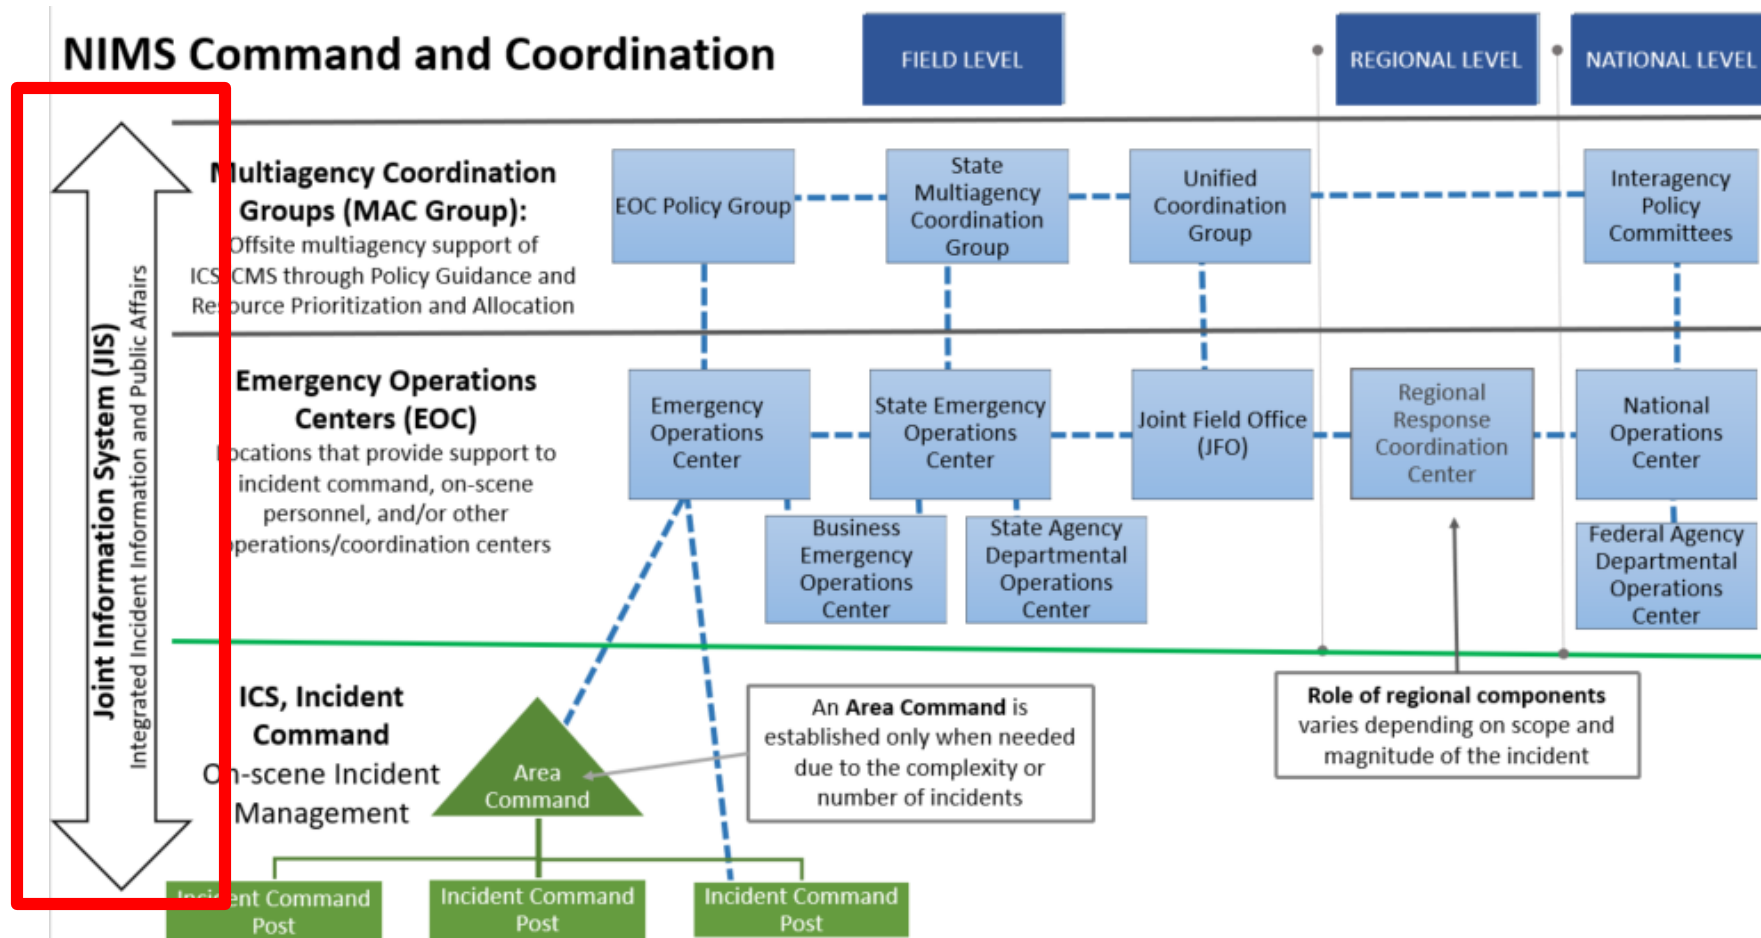 NIMS Command and Coordination
FIELD LEVEL
REGIONAL LEVEL
NATIONAL LEVEL
Joint Information System (JIS)
Integrated Incident Information and Public Affairs
Multiagency Coordination
Groups (MAC Group):
Offsite multiagency support of
ICS/CMS through Policy Guidance and
Resource Prioritization and Allocation
EOC Policy Group
State
Multiagency
Coordination
Group
Unified
Coordination
Group
Interagency
Policy
Committees
Emergency Operations
Centers (EOC)
Locations that provide support to
incident command, on-scene
personnel, and/or other
operations/coordination centers
Emergency
Operations
Center
State Emergency
Operations
Center
Joint Field Office
(JFO)
Regional
Response
Coordination
Center
National
Operations
Center
Business
Emergency
Operations
Center
State Agency
Departmental
Operations
Center
Federal Agency
Departmental
Operations
Center
ICS, Incident
Command
On-scene Incident
Management
Area
Command
An Area Command is
established only when needed
due to the complexity or
number of incidents
Role of regional components
varies depending on scope and
magnitude of the incident
Incident Command
Post
Incident Command
Post
Incident Command
Post